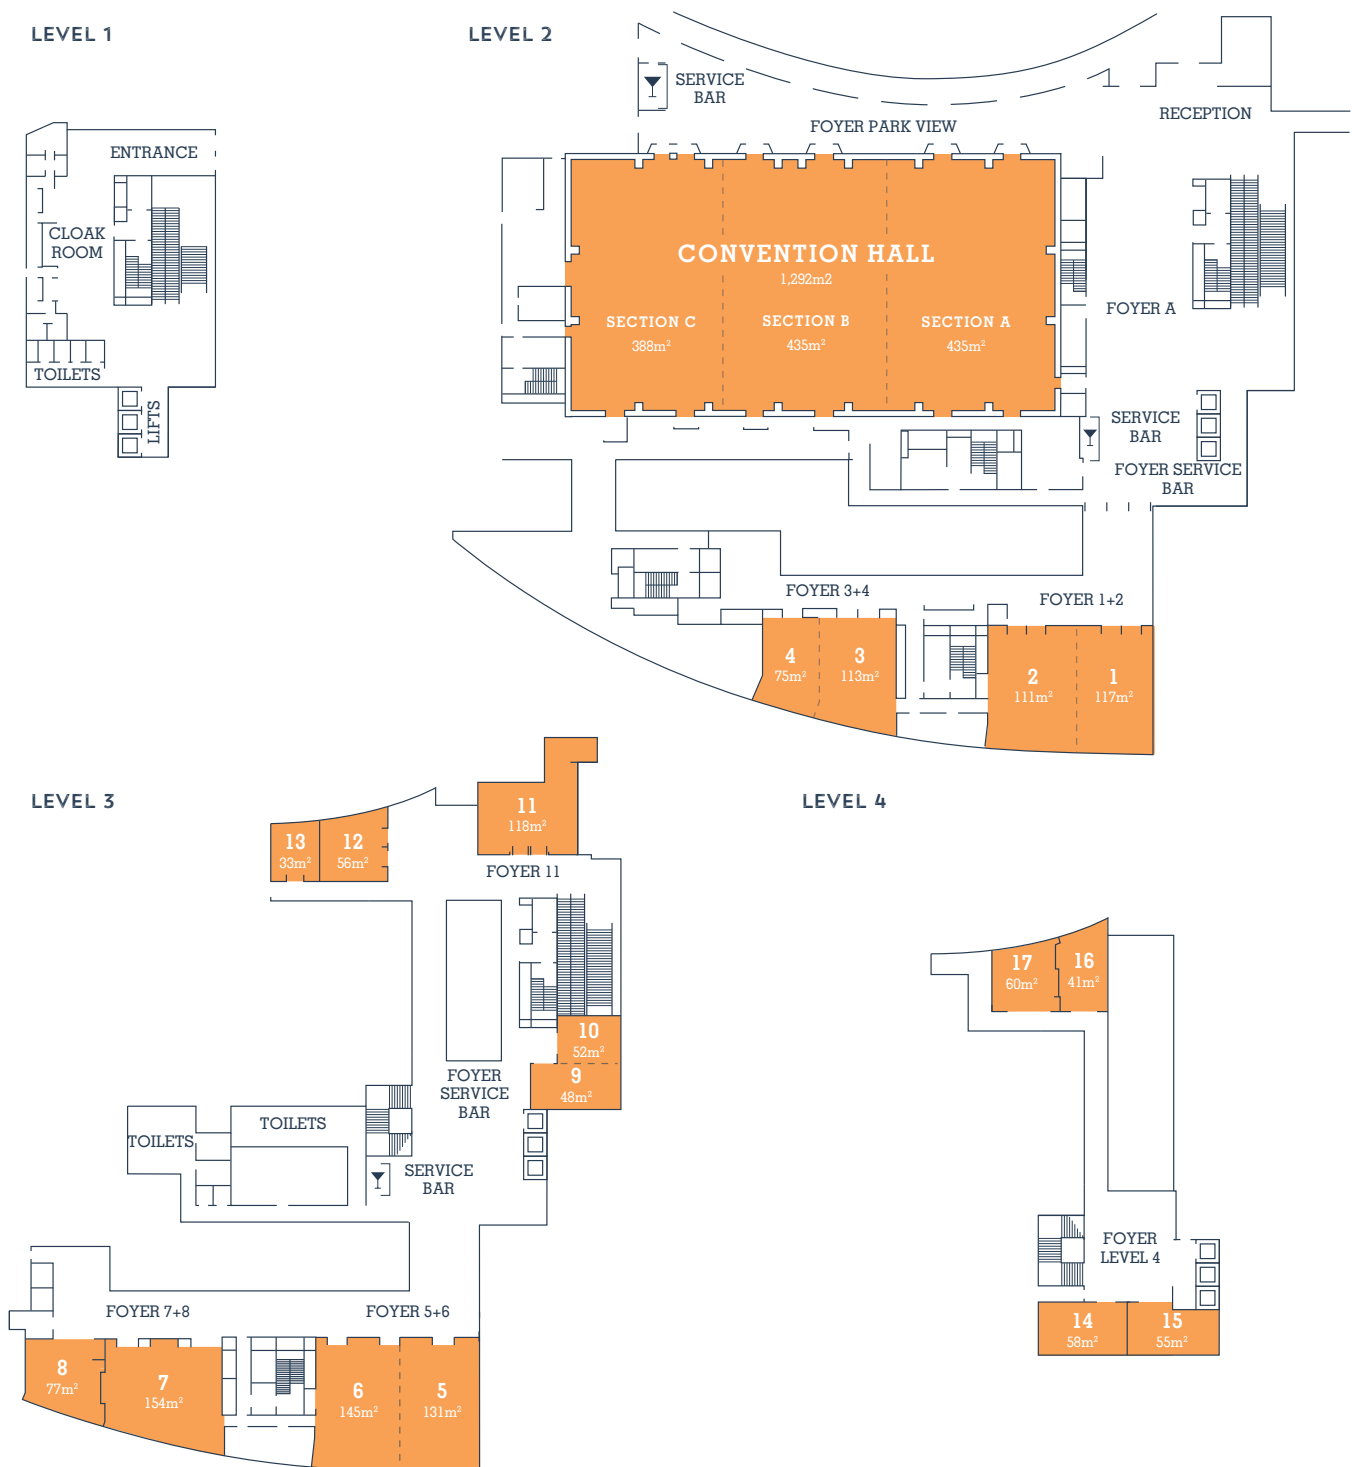 LEVEL 1
ENTRANCE
CLOAK
ROOM
TOILETS
LIFTS
LEVEL 2
SERVICE
BAR
FOYER PARK VIEW
RECEPTION
CONVENTION HALL
1,292m2
SECTION C
388m²
SECTION B
435m²
SECTION A
435m²
FOYER A
SERVICE
BAR
FOYER SERVICE
BAR
FOYER 3+4
FOYER 1+2
4
75m²
3
113m²
2
111m²
1
117m²
LEVEL 3
13
33m²
12
56m²
11
118m²
FOYER 11
10
52m²
9
48m²
FOYER
SERVICE
BAR
TOILETS
TOILETS
SERVICE
BAR
FOYER 7+8
FOYER 5+6
8
77m²
7
154m²
6
145m²
5
131m²
LEVEL 4
17
60m²
16
41m²
FOYER
LEVEL 4
14
58m²
15
55m²